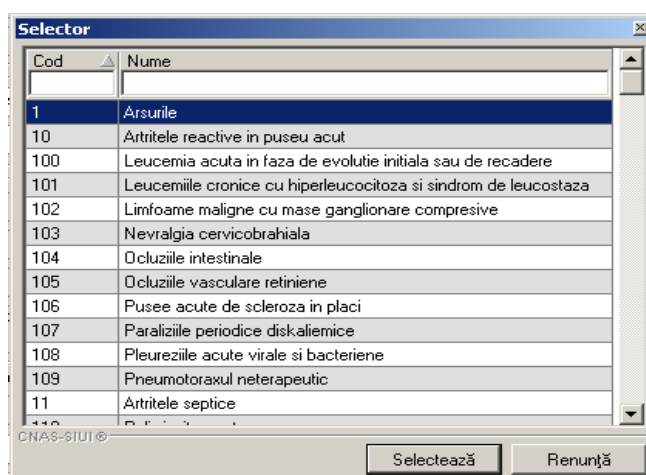 Selector
Cod Nume
1 Arsurile
10 Artritele reactive in puseu acut
100 Leucemia acuta in faza de evolutie initiala sau de recadere
101 Leucemiile cronice cu hiperleucocitoza si sindrom de leucostaza
102 Limfoame maligne cu mase ganglionare compresive
103 Nevralgia cervicobrahiala
104 Ocluziile intestinale
105 Ocluziile vasculare retiniene
106 Pusee acute de scleroza in placi
107 Paraliziile periodice diskaliemice
108 Pleureziile acute virale si bacteriene
109 Pneumotoraxul neterapeutic
11 Artritele septice
CNAS-SIUI ®
Selectează Renunţă